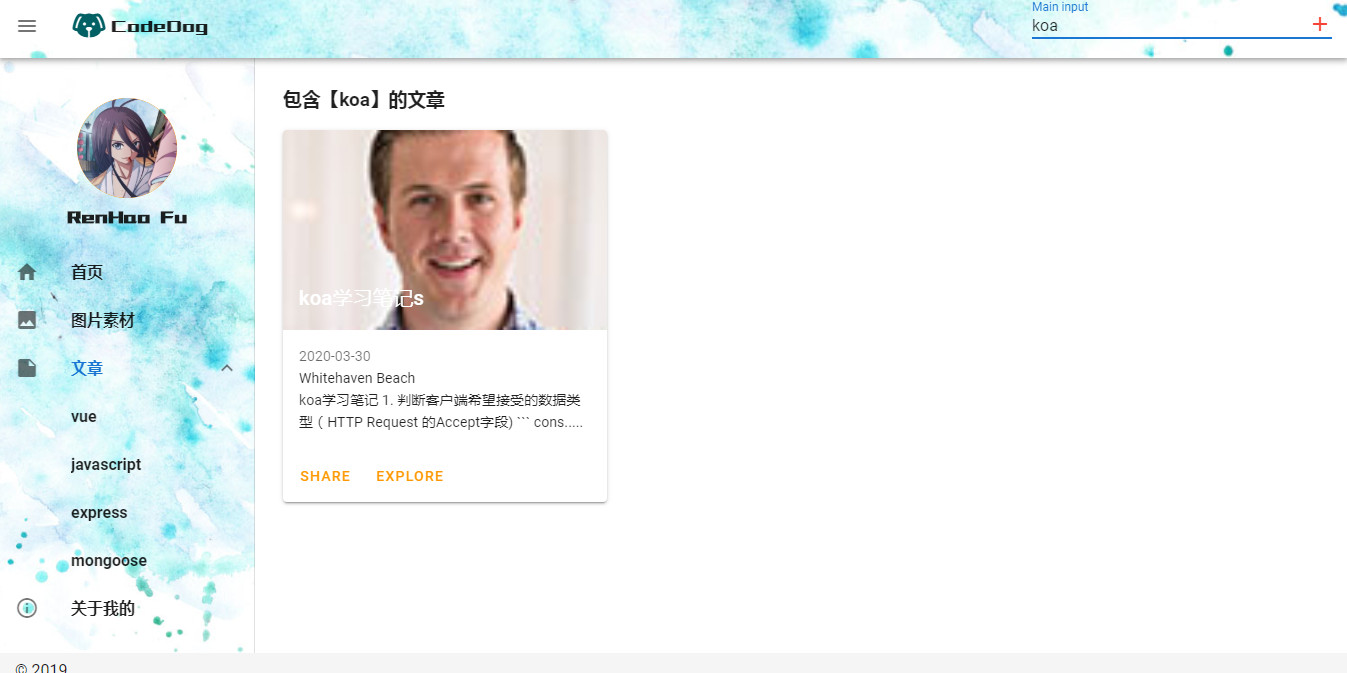 CodeDog
Main input
koa
RenHao Fu
首页
图片素材
文章
vue
javascript
express
mongoose
关于我的
包含【koa】的文章
koa学习笔记s
2020-03-30
Whitehaven Beach
koa学习笔记 1. 判断客户端希望接受的数据类
型（HTTP Request 的Accept字段) ``` cons.....
SHARE EXPLORE
© 2019